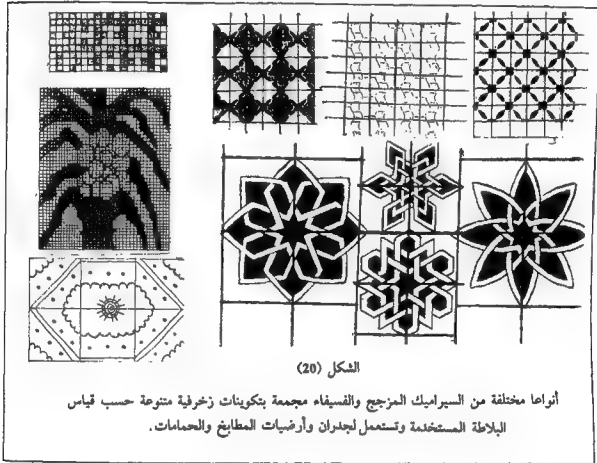 الشكل (20)
أنواعا مختلفة من السيراميك المزجج والفسيفاء مجمعة بتكوينات زخرفية متنوعة حسب قياس
البلاطة المستخدمة وتستعمل لجدران وأرضيات المطابخ والحمامات.